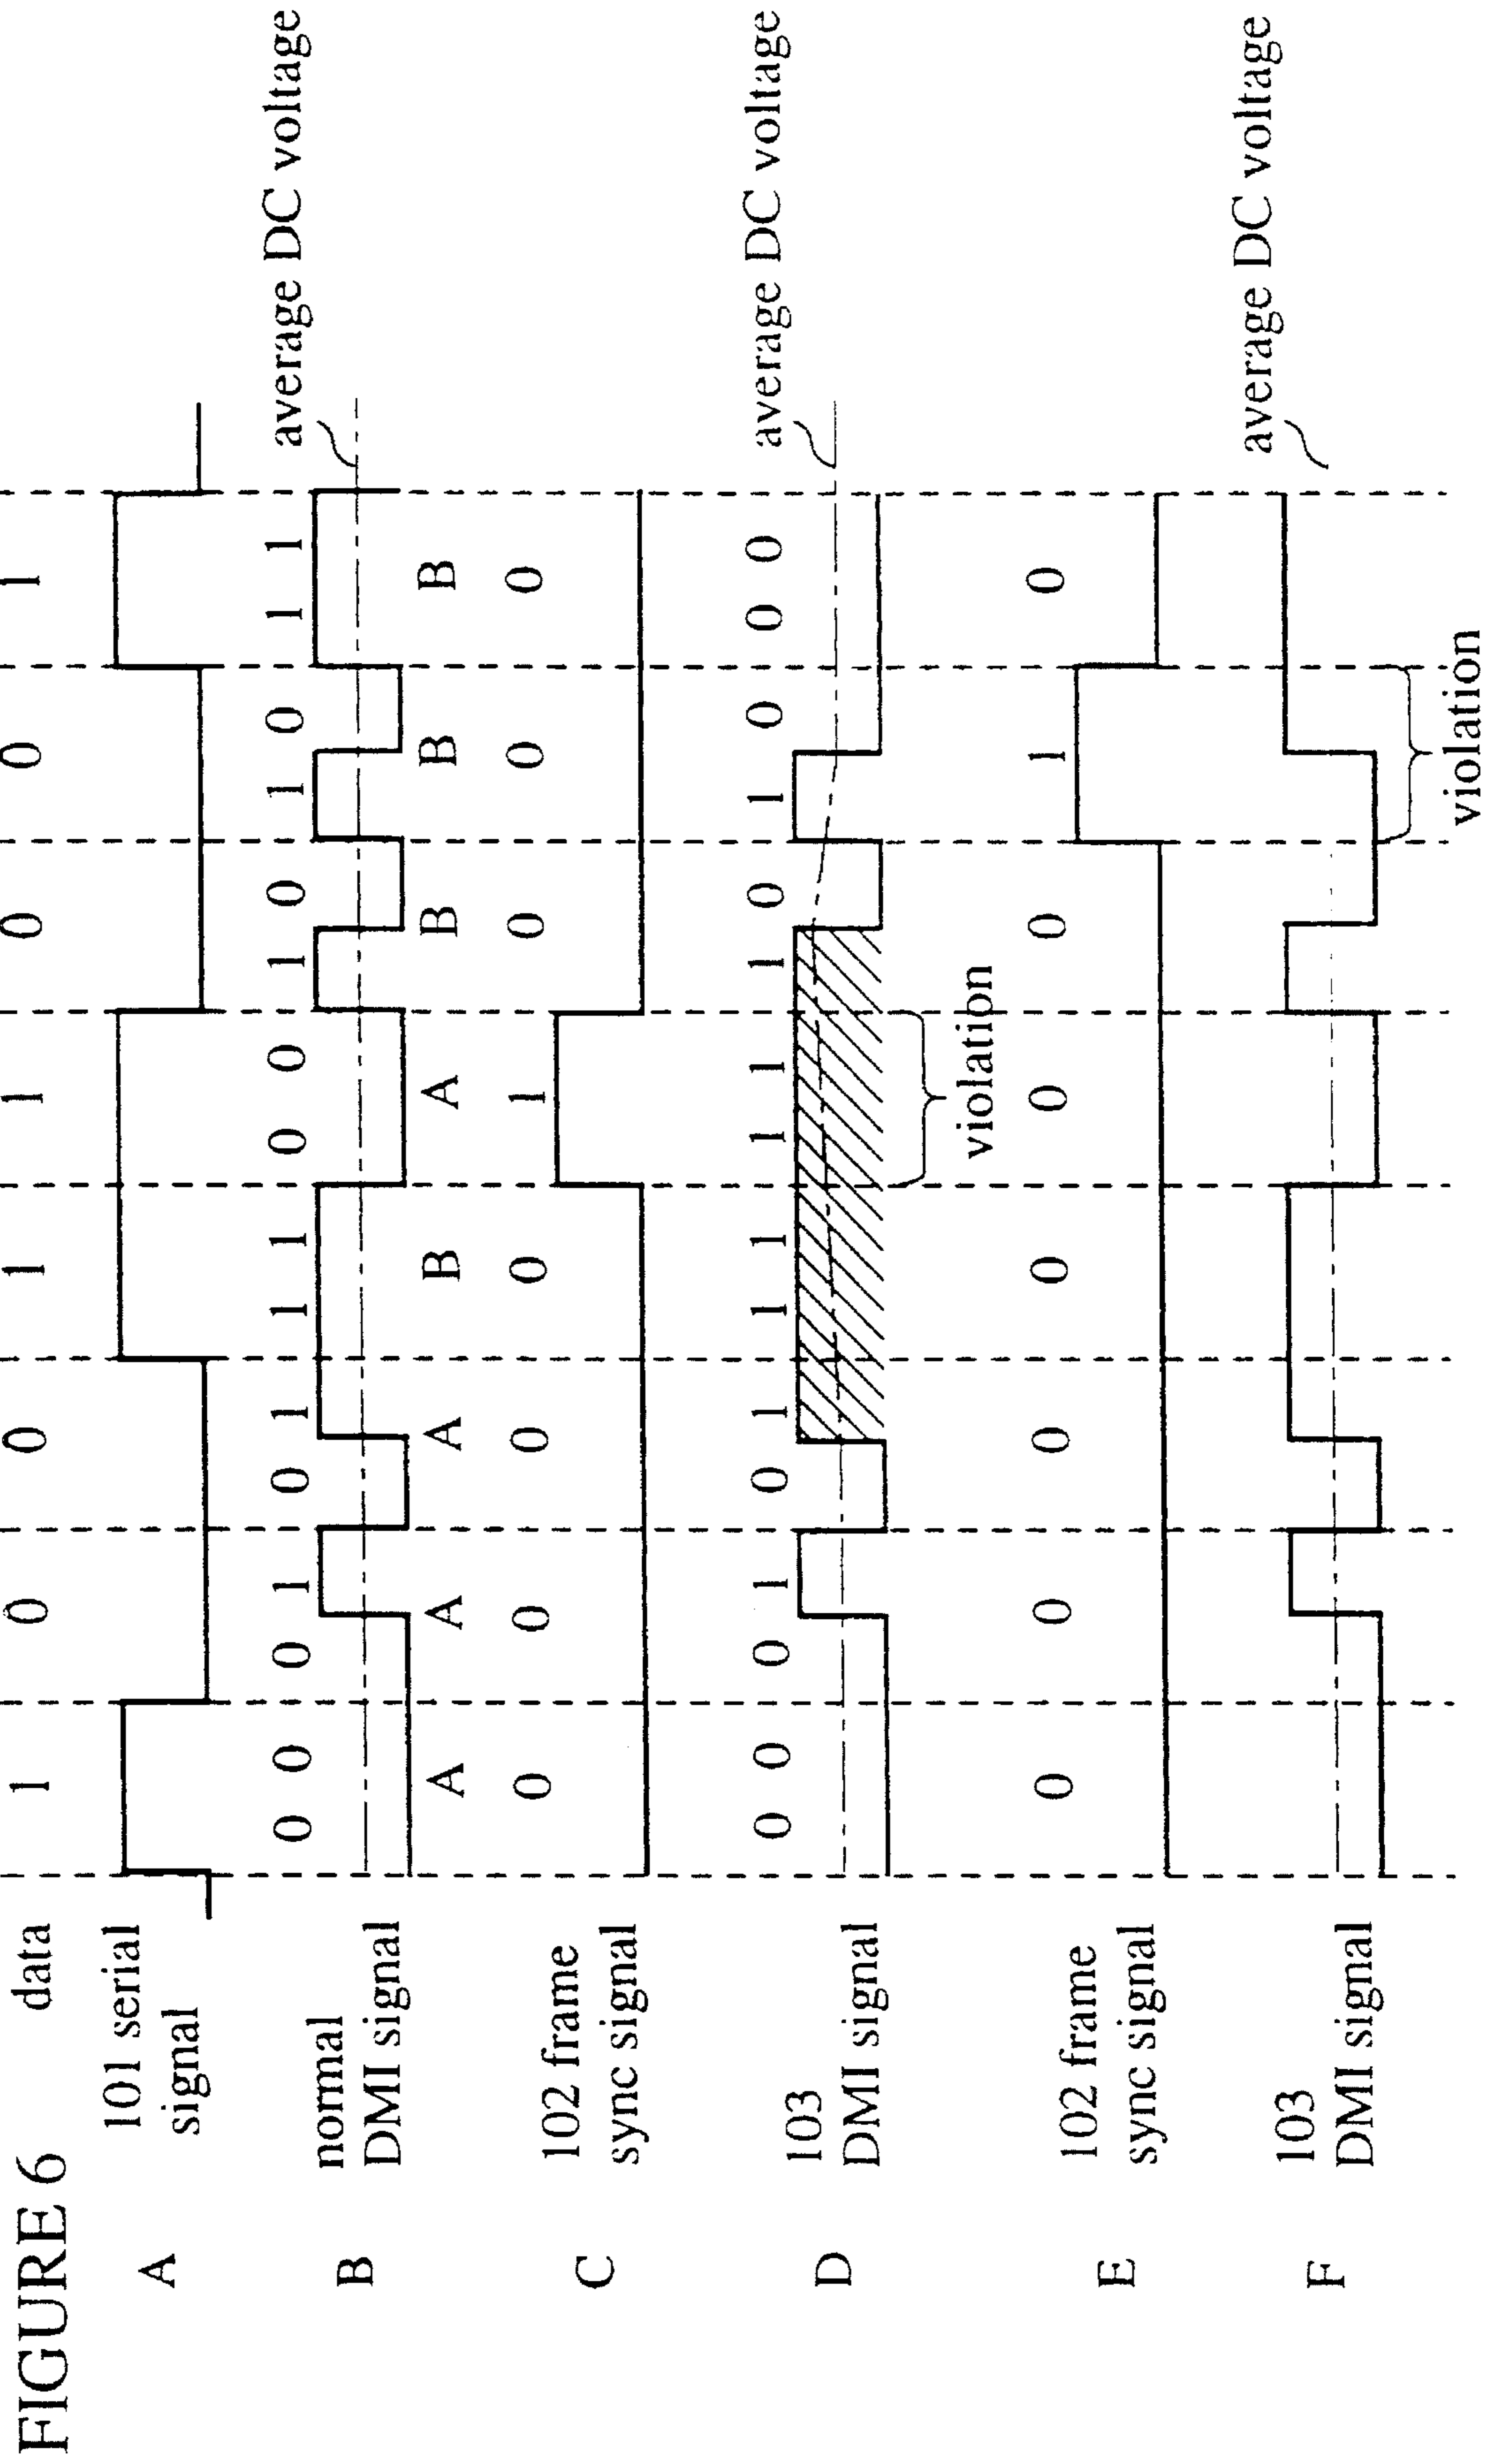 FIGURE 6
data 1 0 0 1 1 0 0 1
A 101 serial
signal
average DC voltage
0 0 0 1 0 1 1 1 0 0 1 0 1 0 1 1
B normal
DMI signal
A A A B A B B B
C 102 frame
sync signal
0 0 0 0 1 0 0 0
average DC voltage
0 0 0 1 0 1 1 1 1 1 1 0 1 0 0 0
D 103
DMI signal
violation
E 102 frame
sync signal
0 0 0 0 0 0 1 0
average DC voltage
F 103
DMI signal
violation